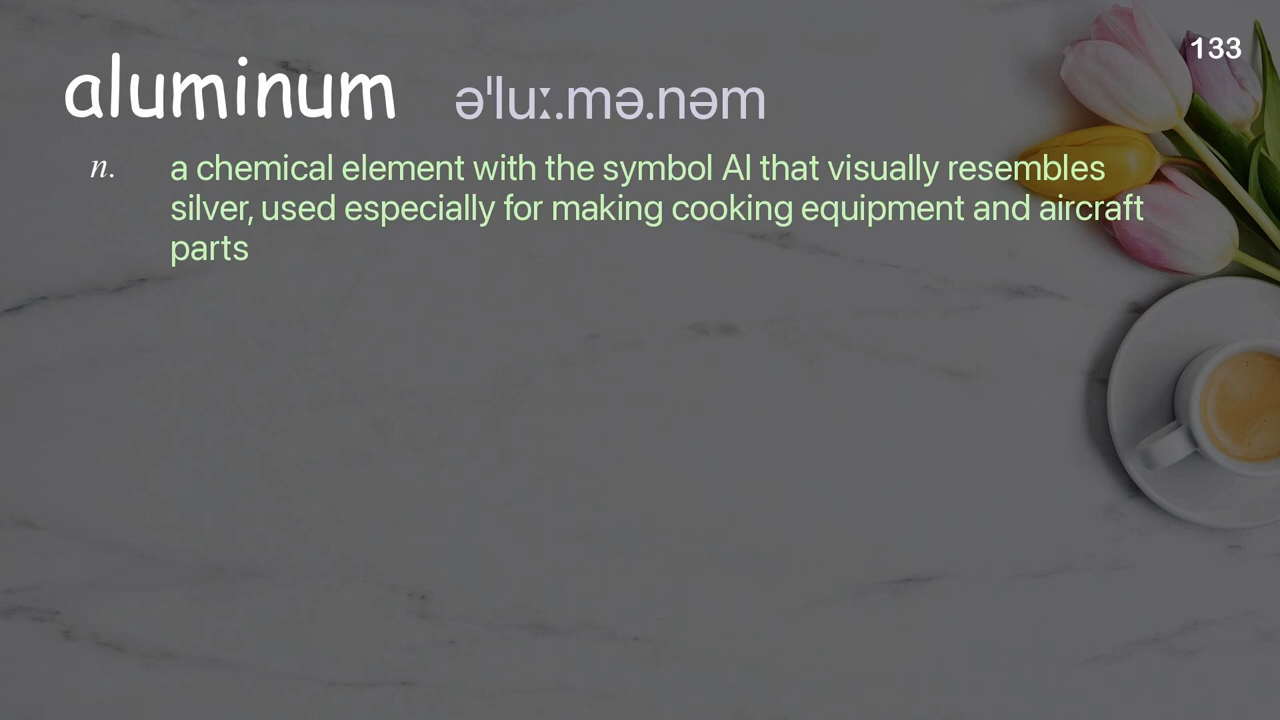 133
aluminum əˈluː.mə.nəm
n. a chemical element with the symbol Al that visually resembles
silver, used especially for making cooking equipment and aircraft
parts